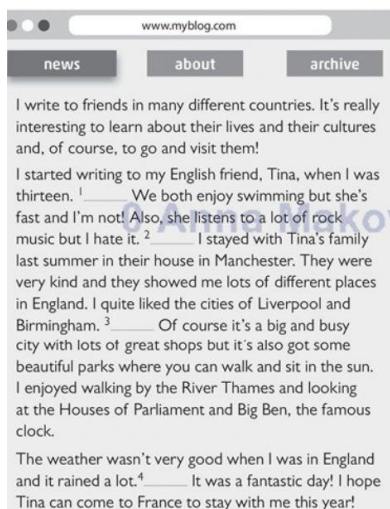 www.myblog.com
news about archive
I write to friends in many different countries. It's really
interesting to learn about their lives and their cultures
and, of course, to go and visit them!
I started writing to my English friend, Tina, when I was
thirteen. 1_____ We both enjoy swimming but she's
fast and I'm not! Also, she listens to a lot of rock
music but I hate it. 2_____ I stayed with Tina's family
last summer in their house in Manchester. They were
very kind and they showed me lots of different places
in England. I quite liked the cities of Liverpool and
Birmingham. 3_____ Of course it's a big and busy
city with lots of great shops but it's also got some
beautiful parks where you can walk and sit in the sun.
I enjoyed walking by the River Thames and looking
at the Houses of Parliament and Big Ben, the famous
clock.
The weather wasn't very good when I was in England
and it rained a lot.4_____ It was a fantastic day! I hope
Tina can come to France to stay with me this year!